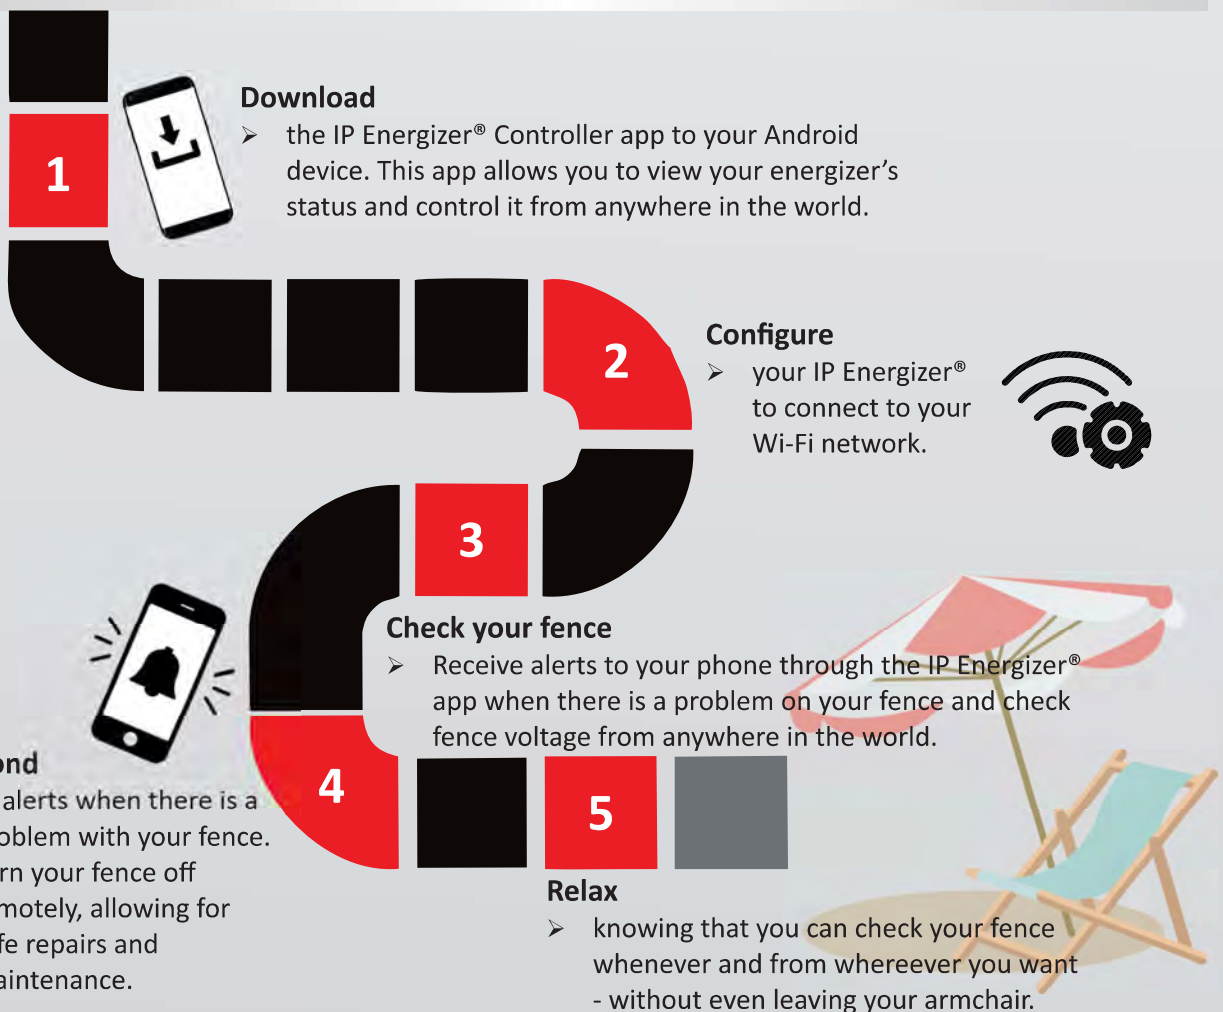 1
Download
➢ the IP Energizer® Controller app to your Android
device. This app allows you to view your energizer’s
status and control it from anywhere in the world.
2
Configure
➢ your IP Energizer®
to connect to your
Wi-Fi network.
3
Check your fence
➢ Receive alerts to your phone through the IP Energizer®
app when there is a problem on your fence and check
fence voltage from anywhere in the world.
4
alerts when there is a
with your fence.
your fence off
allowing for
repairs and
5
Relax
➢ knowing that you can check your fence
whenever and from whereever you want
- without even leaving your armchair.